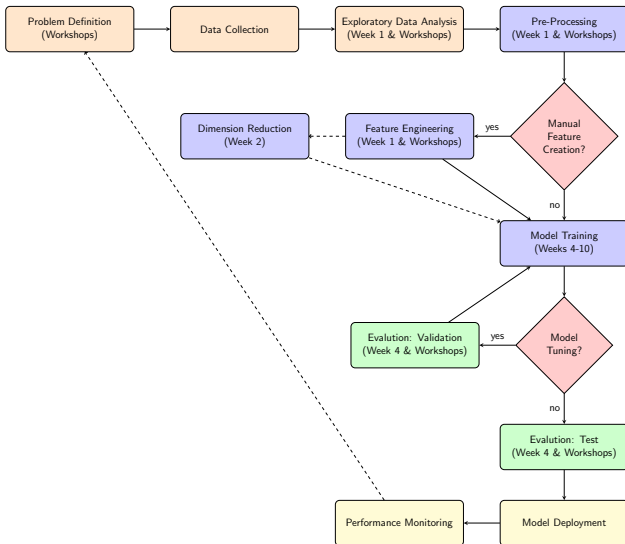 Problem Definition
(Workshops)
Data Collection
Exploratory Data Analysis
(Week 1 & Workshops)
Pre-Processing
(Week 1 & Workshops)
Manual
Feature
Creation?
yes
Feature Engineering
(Week 1 & Workshops)
Dimension Reduction
(Week 2)
no
Model Training
(Weeks 4-10)
Model
Tuning?
yes
Evalution: Validation
(Week 4 & Workshops)
no
Evalution: Test
(Week 4 & Workshops)
Performance Monitoring
Model Deployment